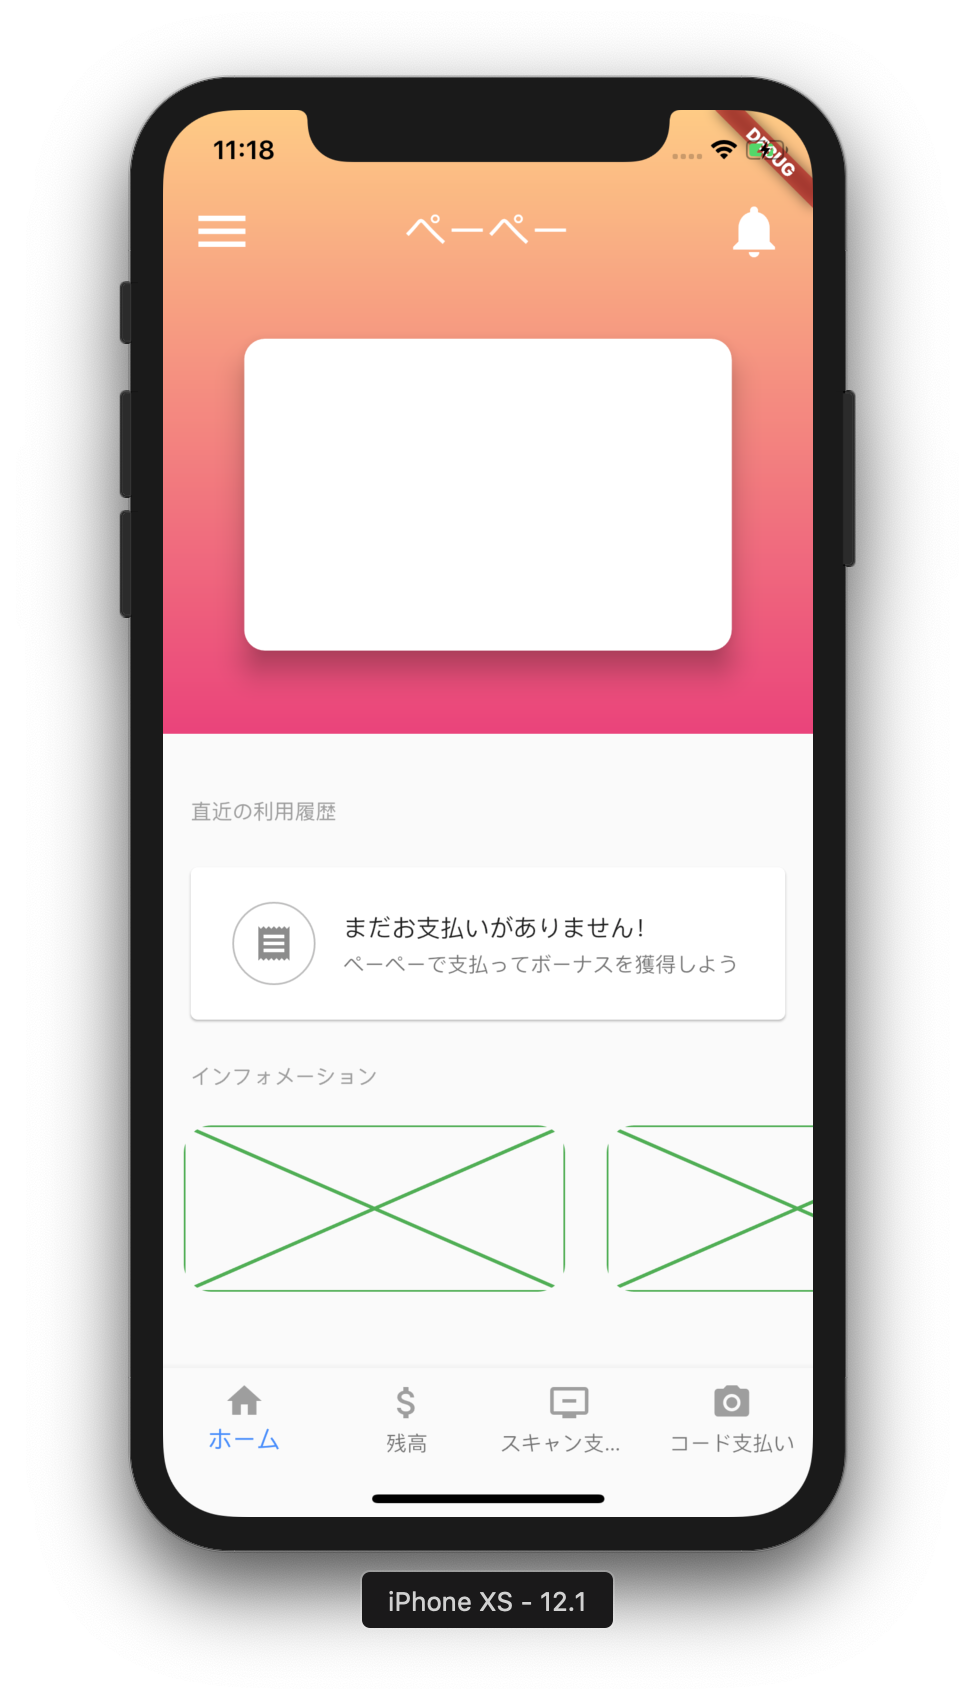 11:18
DEBUG
ペーペー
直近の利用履歴
まだお支払いがありません!
ペーペーで支払ってボーナスを獲得しよう
インフォメーション
ホーム
残高
スキャン支...
コード支払い
iPhone XS - 12.1